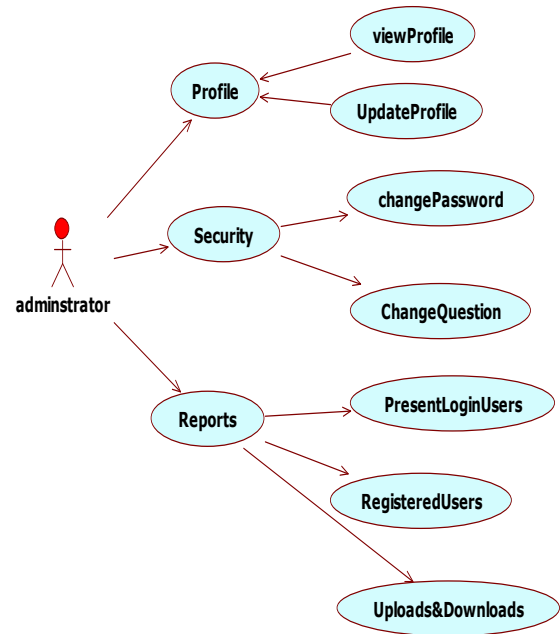 viewProfile
Profile
UpdateProfile
changePassword
Security
adminstrator
ChangeQuestion
PresentLoginUsers
Reports
RegisteredUsers
Uploads&Downloads